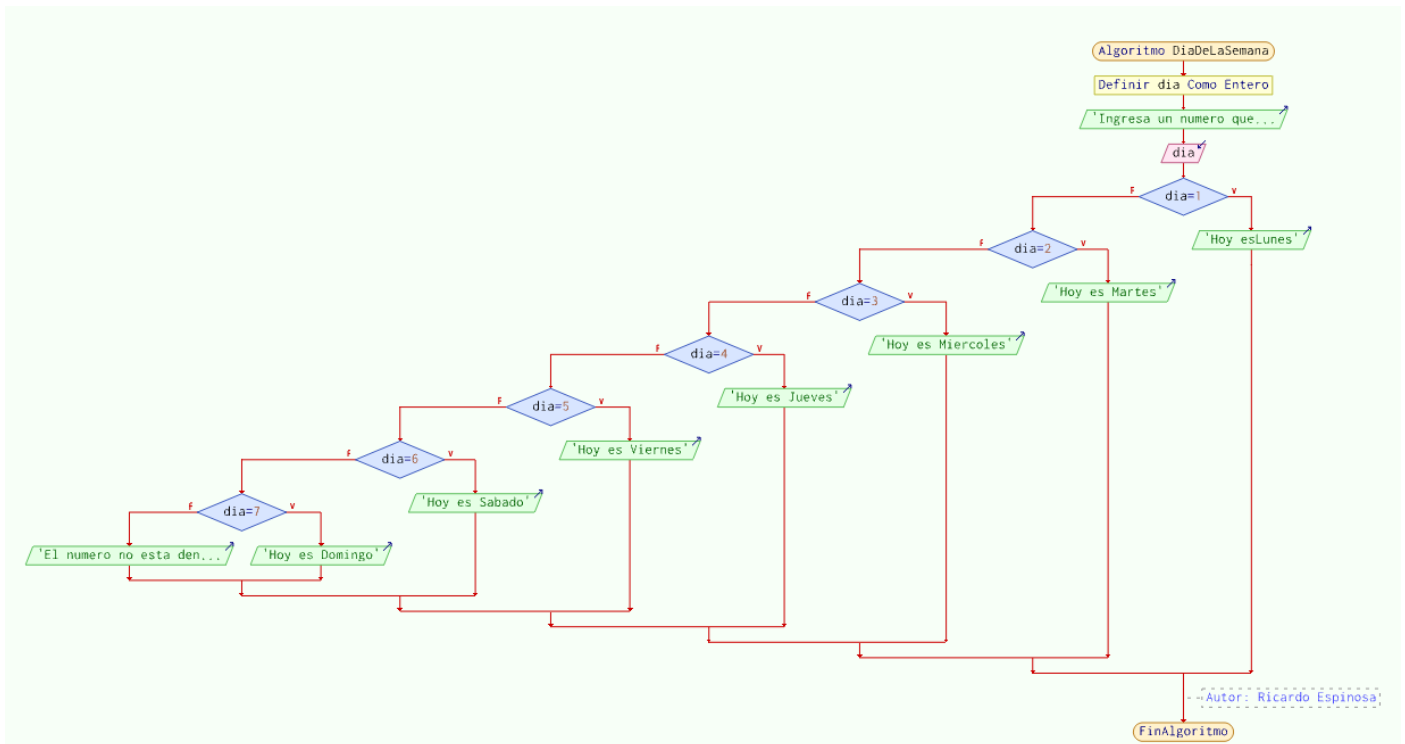 Algoritmo DiaDeLaSemana
Definir dia Como Entero
'Ingresa un numero que...
dia
F dia=1 V
'Hoy esLunes'
F dia=2 V
'Hoy es Martes'
F dia=3 V
'Hoy es Miercoles'
F dia=4 V
'Hoy es Jueves'
F dia=5 V
'Hoy es Viernes'
F dia=6 V
'Hoy es Sabado'
F dia=7 V
'El numero no esta den...
'Hoy es Domingo'
Autor: Ricardo Espinosa
FinAlgoritmo